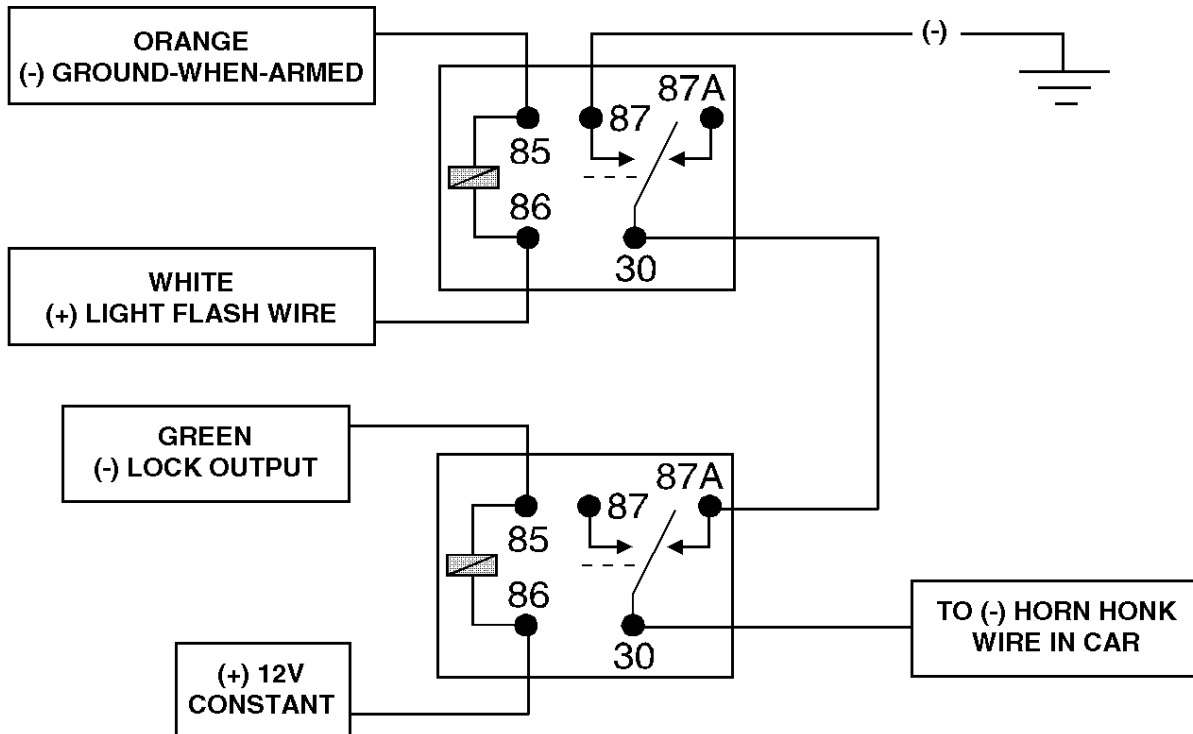 ORANGE
(-) GROUND-WHEN-ARMED
(-)
87A
87
85
86
30
WHITE
(+) LIGHT FLASH WIRE
GREEN
(-) LOCK OUTPUT
87A
87
85
86
30
TO (-) HORN HONK
WIRE IN CAR
(+) 12V
CONSTANT